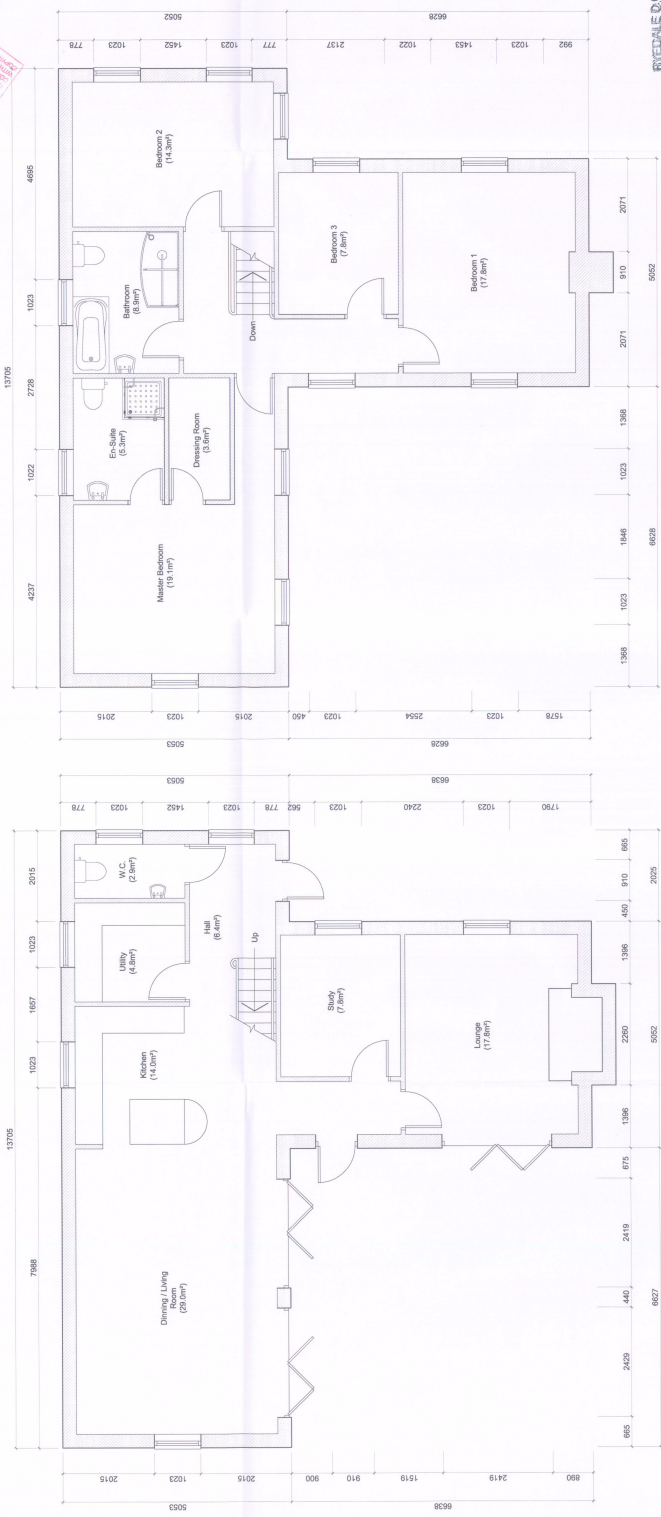 13705
7988
1023
1657
1023
2015
5053
2015
1023
2015
6638
900
910
1519
2419
890
Dinning / Living
Room
(29.0m²)
Kitchen
(14.0m²)
Utility
(4.8m²)
W.C.
(2.9m²)
Hall
(6.4m²)
Up
Study
(7.8m²)
Lounge
(17.8m²)
5053
778
1023
1452
1023
778
6638
562
1023
2240
1023
1790
665
2429
440
2419
675
1396
2260
1396
450
910
665
6627
5052
2025
13705
4237
1022
2728
1023
4695
5053
2015
1023
2015
6628
450
1023
2554
1023
1578
Master Bedroom
(19.1m²)
En-Suite
(5.3m²)
Dressing Room
(3.6m²)
Bathroom
(8.9m²)
Bedroom 2
(14.3m²)
Down
Bedroom 3
(7.8m²)
Bedroom 1
(17.8m²)
5052
778
1023
1452
1023
777
6628
2137
1022
1453
1023
992
1368
1023
1846
1023
1368
2071
910
2071
6628
5052
RYEDALE D.